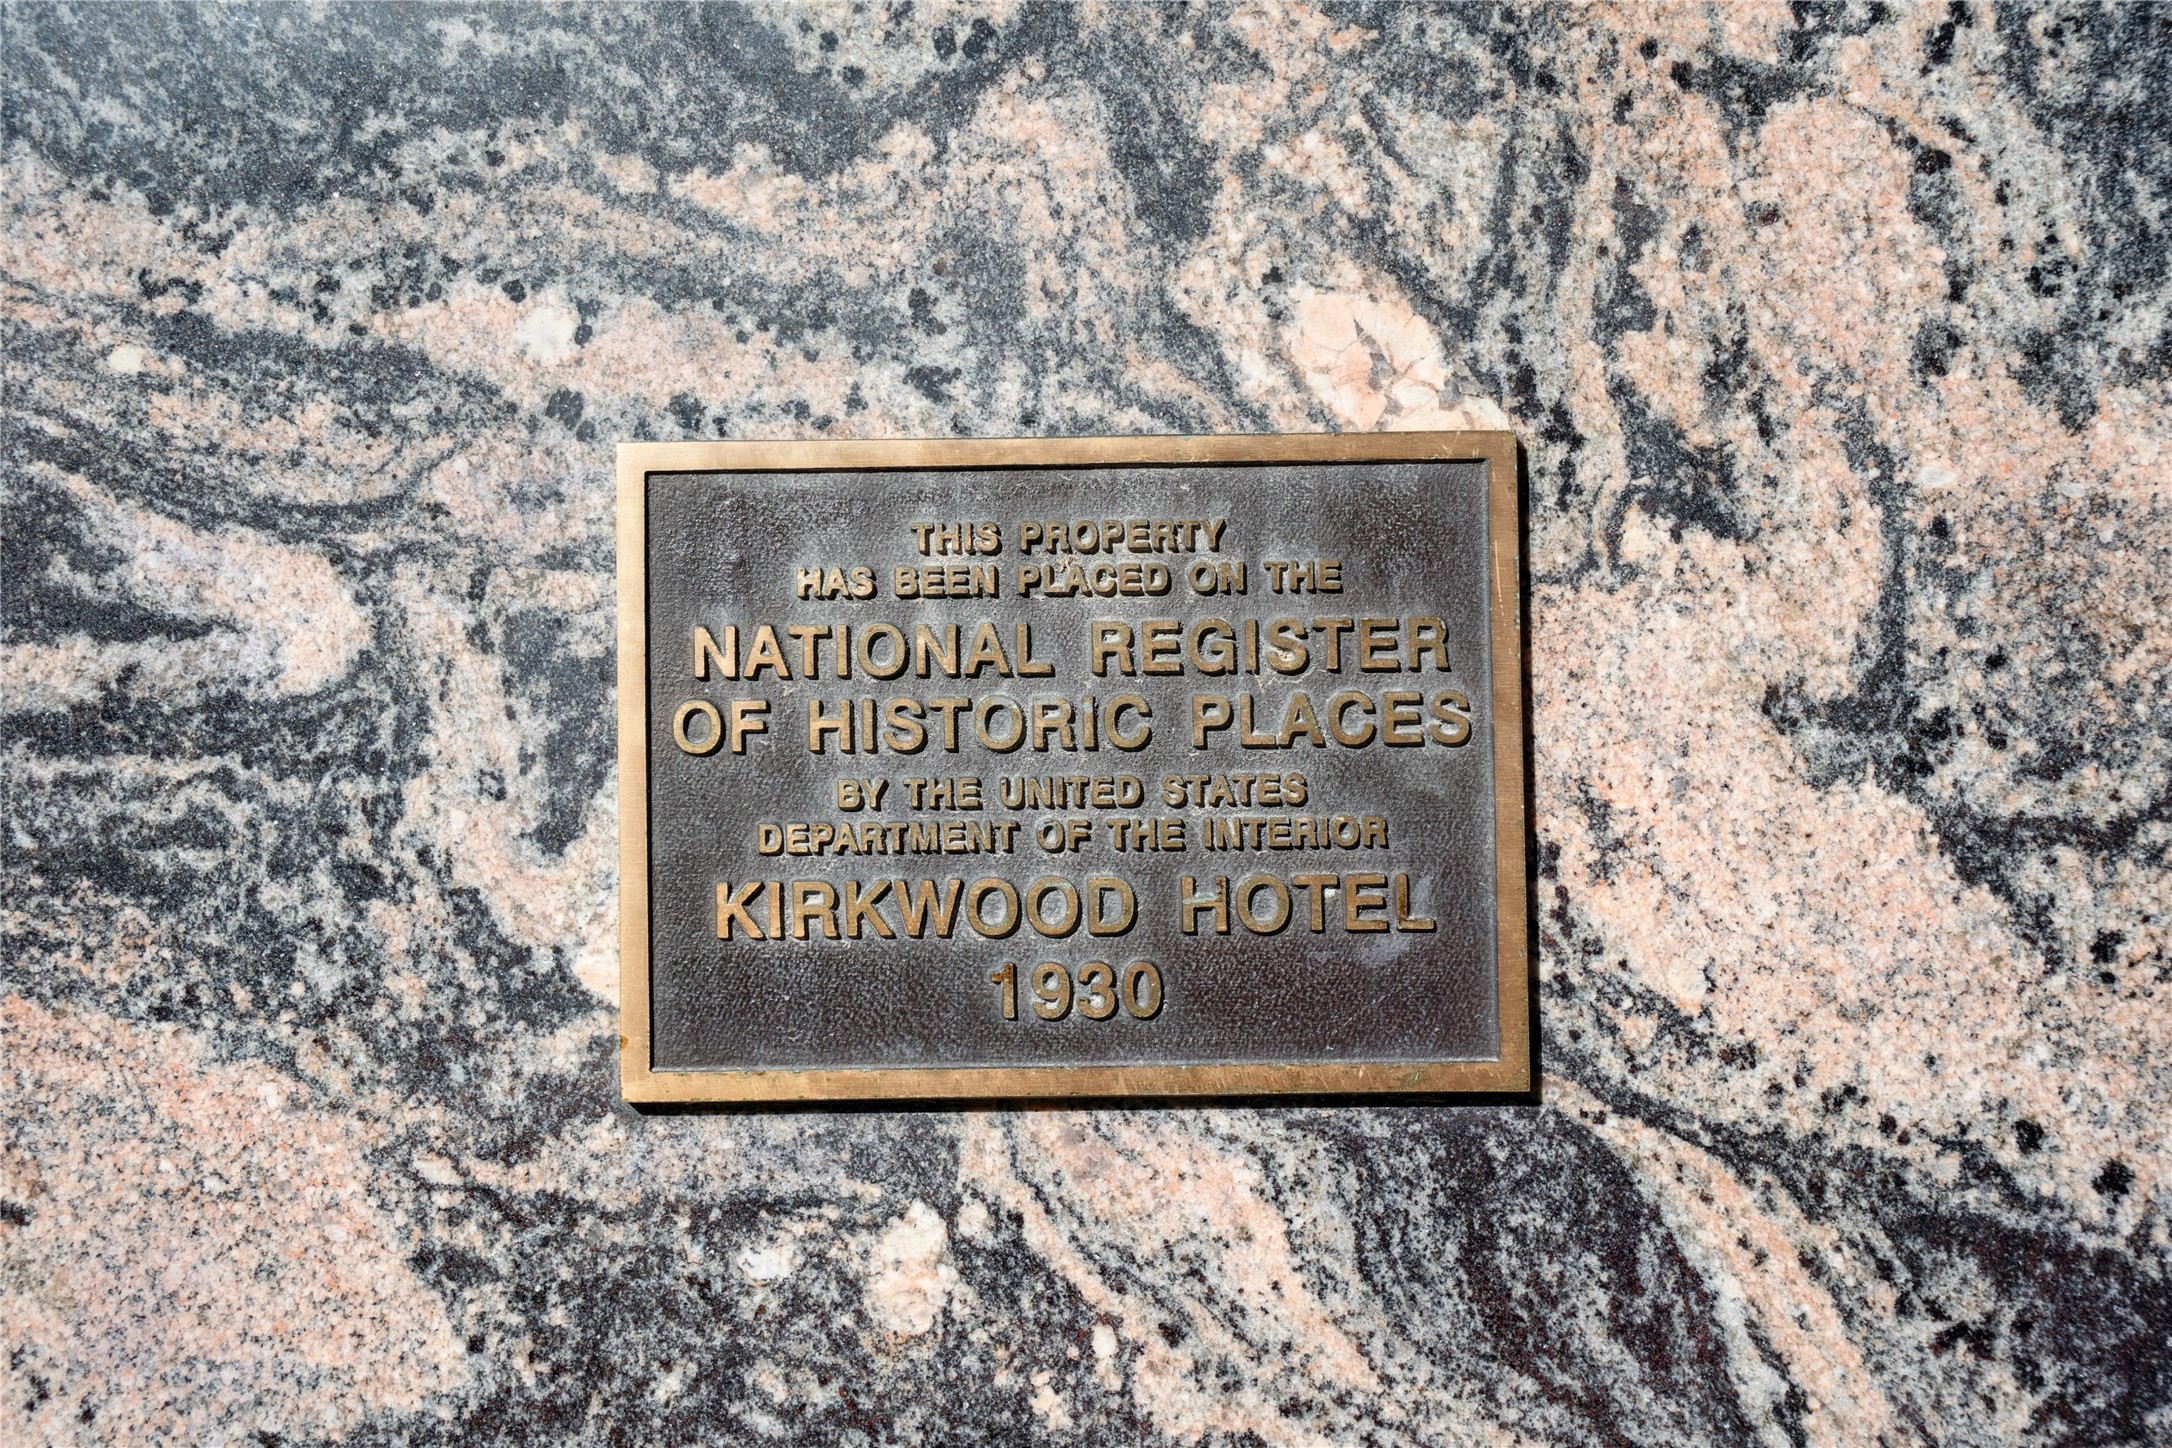 THIS PROPERTY
HAS BEEN PLACED ON THE
NATIONAL REGISTER
OF HISTORIC PLACES
BY THE UNITED STATES
DEPARTMENT OF THE INTERIOR
KIRKWOOD HOTEL
1930